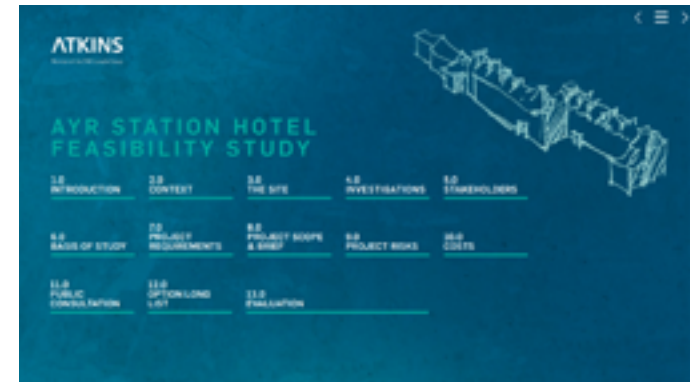 ATKINS
AYR STATION HOTEL
FEASIBILITY STUDY
1.0
INTRODUCTION
2.0
CONTEXT
3.0
THE SITE
4.0
INVESTIGATIONS
5.0
STAKEHOLDERS
6.0
BASIS OF STUDY
7.0
PROJECT
REQUIREMENTS
8.0
PROJECT SCOPE
& BRIEF
9.0
PROJECT RISKS
10.0
COSTS
11.0
PUBLIC
CONSULTATION
12.0
OPTION LONG
LIST
13.0
EVALUATION